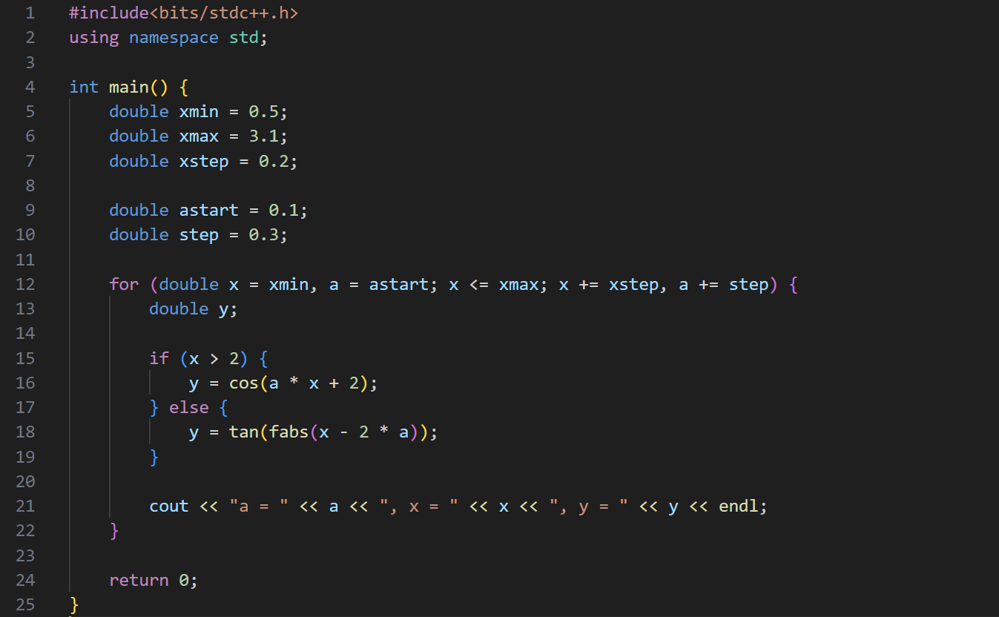 1 #include<bits/stdc++.h>
2 using namespace std;
3
4 int main() {
5     double xmin = 0.5;
6     double xmax = 3.1;
7     double xstep = 0.2;
8
9     double astart = 0.1;
10     double step = 0.3;
11
12     for (double x = xmin, a = astart; x <= xmax; x += xstep, a += step) {
13         double y;
14
15         if (x > 2) {
16             y = cos(a * x + 2);
17         } else {
18             y = tan(fabs(x - 2 * a));
19         }
20
21         cout << "a = " << a << ", x = " << x << ", y = " << y << endl;
22     }
23
24     return 0;
25 }